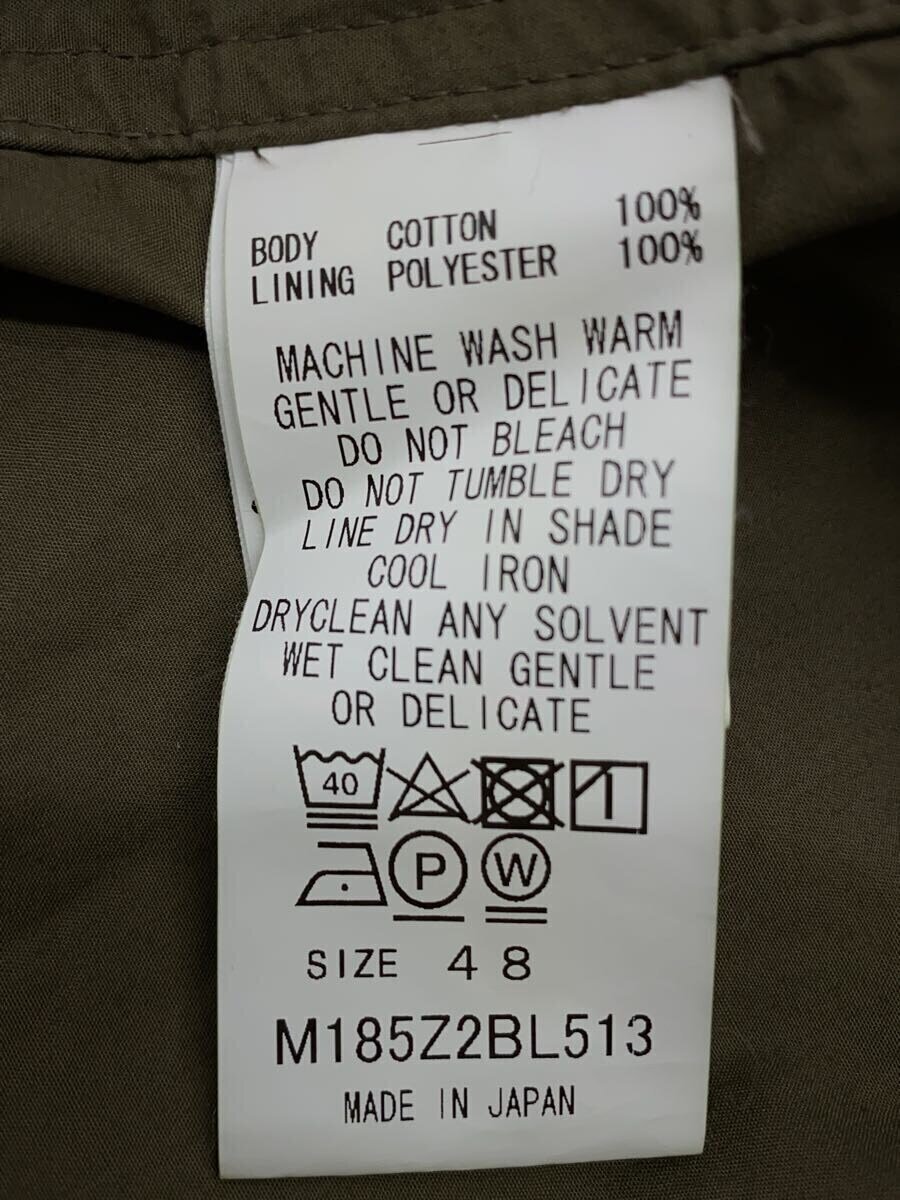 BODY COTTON 100%
LINING POLYESTER 100%
MACHINE WASH WARM
GENTLE OR DELICATE
DO NOT BLEACH
DO NOT TUMBLE DRY
LINE DRY IN SHADE
COOL IRON
DRYCLEAN ANY SOLVENT
WET CLEAN GENTLE
OR DELICATE
40
P W
SIZE 48
M185Z2BL513
MADE IN JAPAN